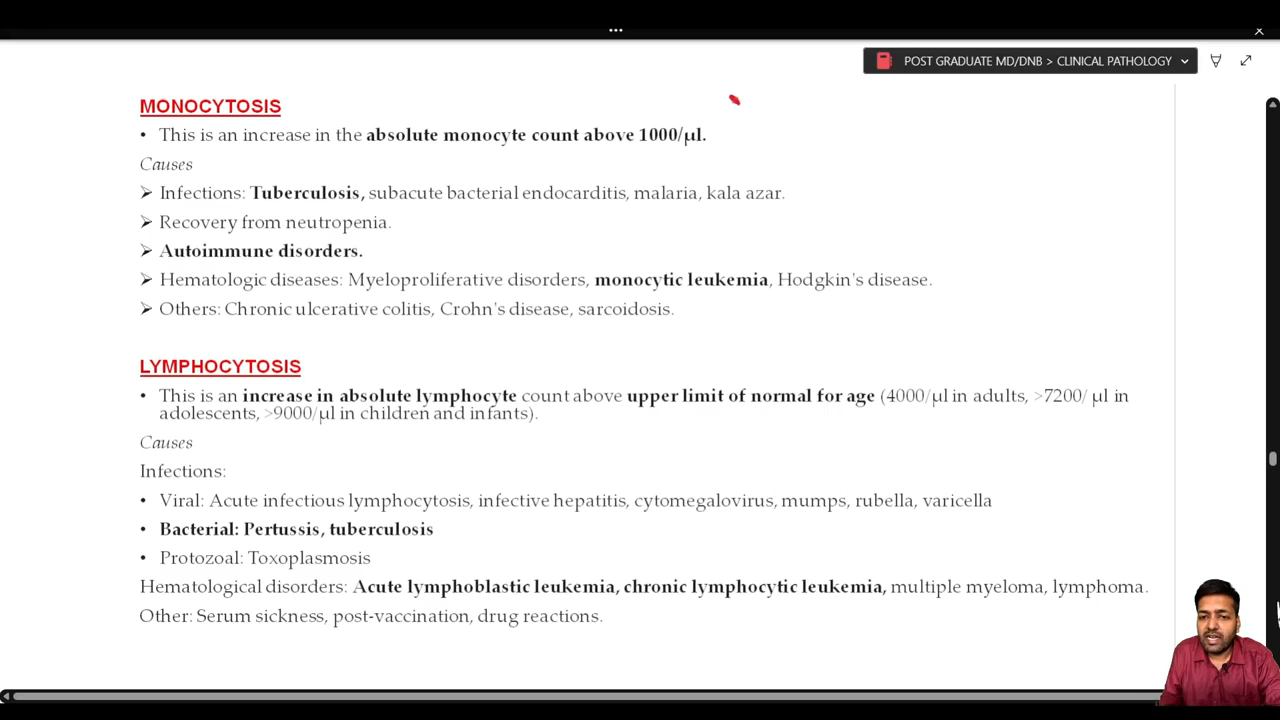 POST GRADUATE MD/DNB > CLINICAL PATHOLOGY
MONOCYTOSIS
• This is an increase in the absolute monocyte count above 1000/µl.
Causes
➢ Infections: Tuberculosis, subacute bacterial endocarditis, malaria, kala azar.
➢ Recovery from neutropenia.
➢ Autoimmune disorders.
➢ Hematologic diseases: Myeloproliferative disorders, monocytic leukemia, Hodgkin's disease.
➢ Others: Chronic ulcerative colitis, Crohn's disease, sarcoidosis.
LYMPHOCYTOSIS
• This is an increase in absolute lymphocyte count above upper limit of normal for age (4000/µl in adults, >7200/ µl in
adolescents, >9000/µl in children and infants).
Causes
Infections:
• Viral: Acute infectious lymphocytosis, infective hepatitis, cytomegalovirus, mumps, rubella, varicella
• Bacterial: Pertussis, tuberculosis
• Protozoal: Toxoplasmosis
Hematological disorders: Acute lymphoblastic leukemia, chronic lymphocytic leukemia, multiple myeloma, lymphoma.
Other: Serum sickness, post-vaccination, drug reactions.